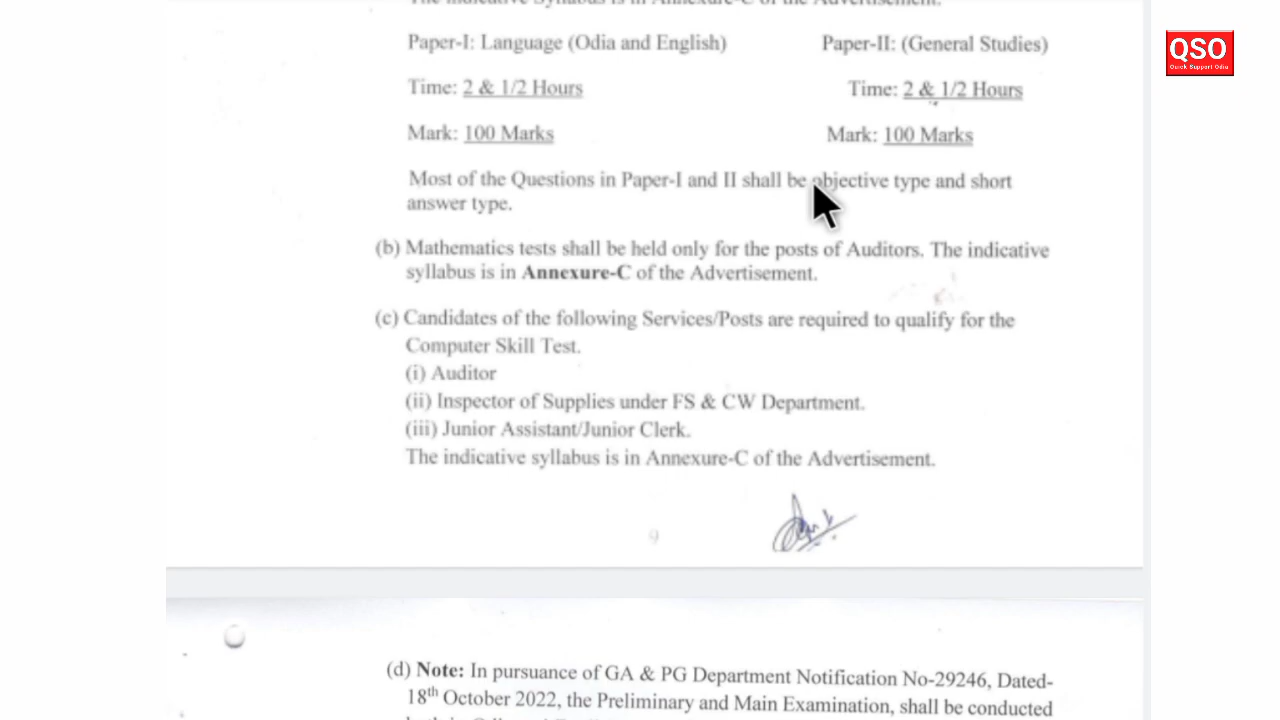 The Indicative Syllabus is in Annexure-C of the Advertisement.
Paper-I: Language (Odia and English) Paper-II: (General Studies)
Time: 2 & 1/2 Hours Time: 2 & 1/2 Hours
Mark: 100 Marks Mark: 100 Marks
Most of the Questions in Paper-I and II shall be objective type and short
answer type.
(b) Mathematics tests shall be held only for the posts of Auditors. The indicative
syllabus is in Annexure-C of the Advertisement.
(c) Candidates of the following Services/Posts are required to qualify for the
Computer Skill Test.
(i) Auditor
(ii) Inspector of Supplies under FS & CW Department.
(iii) Junior Assistant/Junior Clerk.
The indicative syllabus is in Annexure-C of the Advertisement.
9
(d) Note: In pursuance of GA & PG Department Notification No-29246, Dated-
18th October 2022, the Preliminary and Main Examination, shall be conducted
QSO
Quick Support Odia